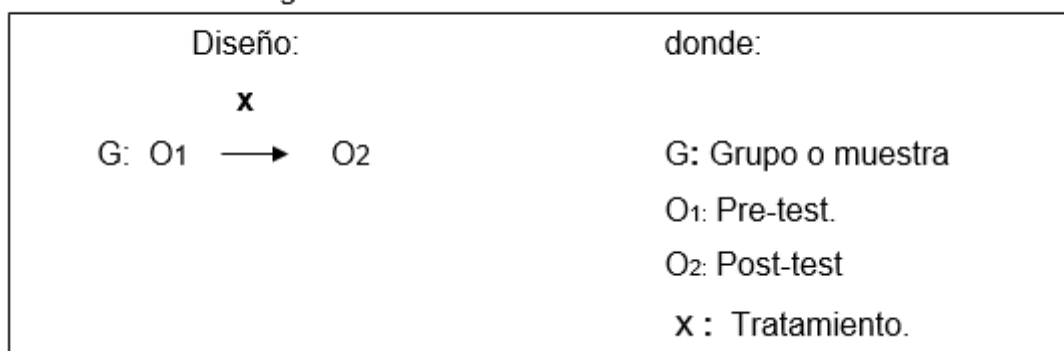 Diseño: donde:
x
G: O1 → O2 G: Grupo o muestra
O1: Pre-test.
O2: Post-test
x : Tratamiento.